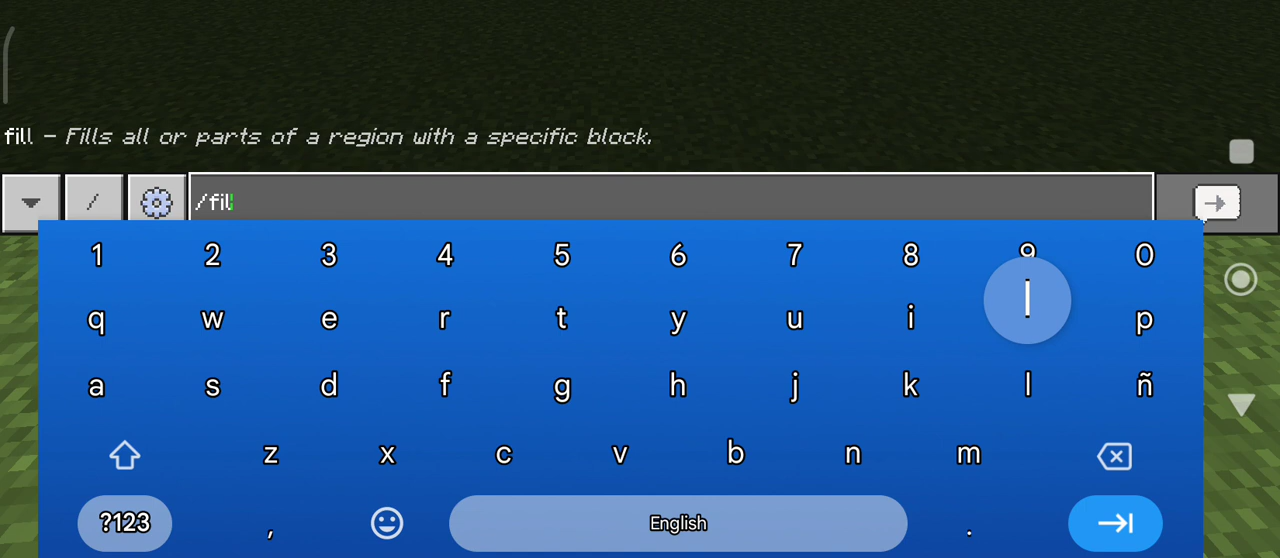 fill - Fills all or parts of a region with a specific block.
/
/fil
1 2 3 4 5 6 7 8 9 0
q w e r t y u i l p
a s d f g h j k l ñ
z x c v b n m
?123 , English .